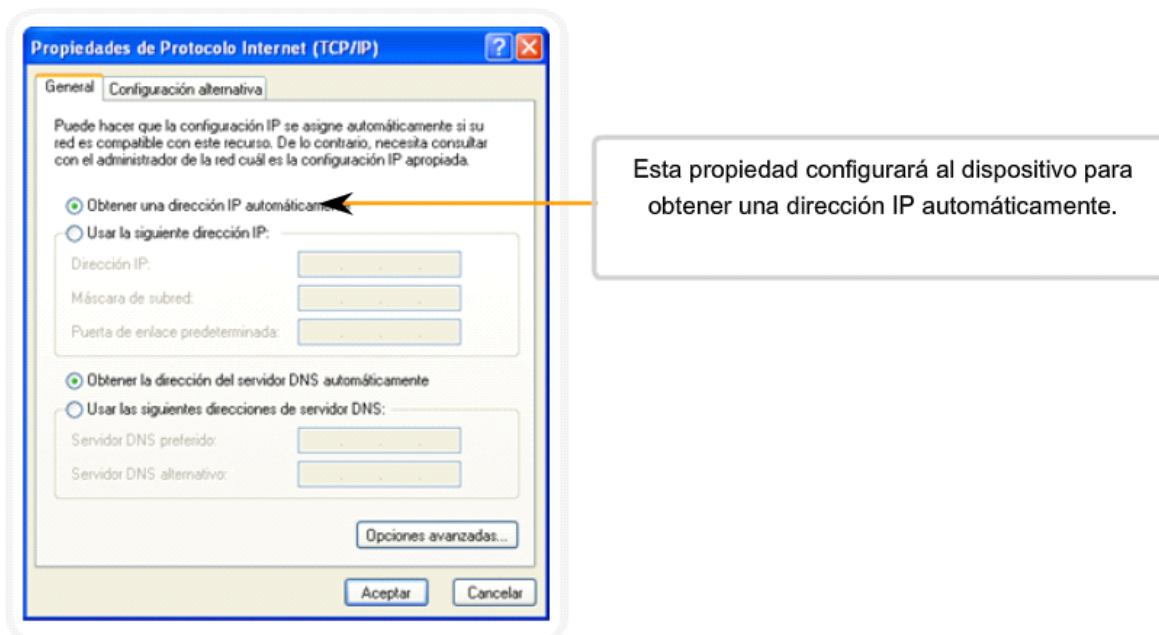 Propiedades de Protocolo Internet (TCP/IP)
General
Configuración alternativa
Puede hacer que la configuración IP se asigne automáticamente si su
red es compatible con este recurso. De lo contrario, necesita consultar
con el administrador de la red cuál es la configuración IP apropiada.
Obtener una dirección IP
Usar la siguiente dirección IP:
Dirección IP:
Máscara de subred:
Puerta de enlace predeterminada:
Obtener la dirección del servidor DNS automáticamente
Usar las siguientes direcciones de servidor DNS:
Servidor DNS preferido:
Servidor DNS alternativo:
Opciones avanzadas...
Aceptar
Cancelar
Esta propiedad configurará al dispositivo para
obtener una dirección IP automáticamente.